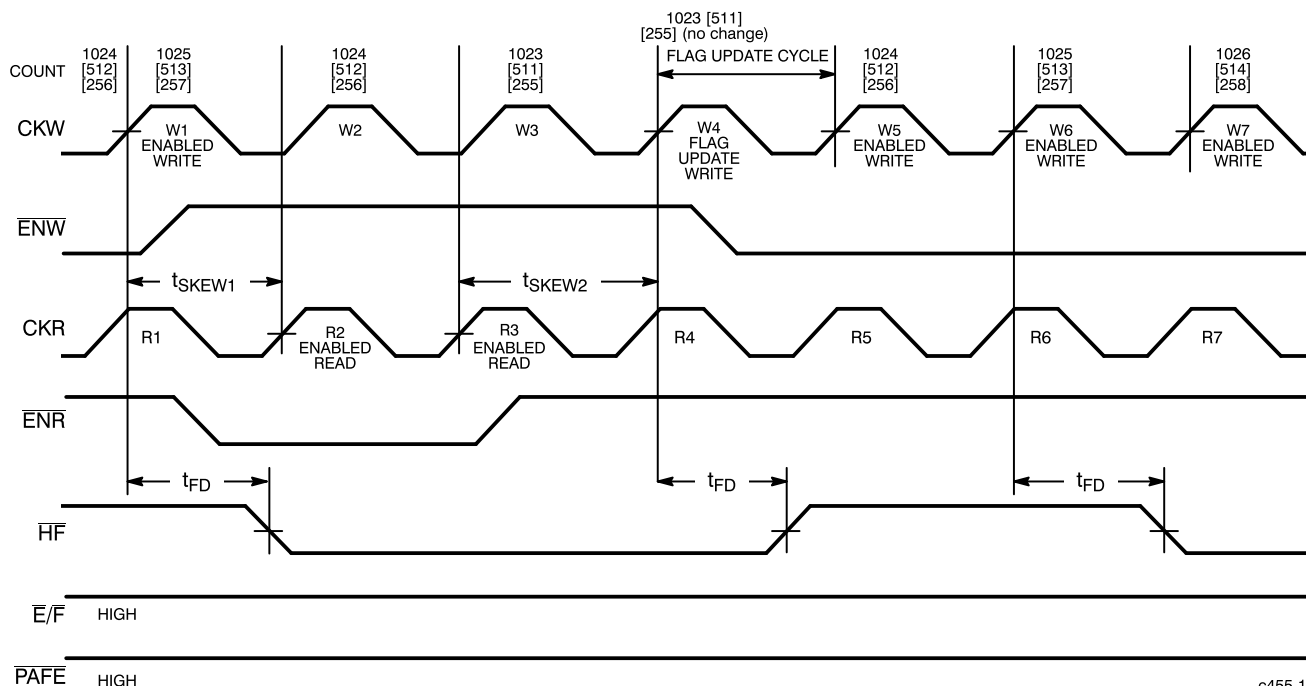 1023 [511]
[255] (no change)
COUNT
1024 [512] [256]
1025 [513] [257]
1024 [512] [256]
1023 [511] [255]
FLAG UPDATE CYCLE
1024 [512] [256]
1025 [513] [257]
1026 [514] [258]
CKW
W1 ENABLED WRITE
W2
W3
W4 FLAG UPDATE WRITE
W5 ENABLED WRITE
W6 ENABLED WRITE
W7 ENABLED WRITE
ENW
tSKEW1
tSKEW2
CKR
R1
R2 ENABLED READ
R3 ENABLED READ
R4
R5
R6
R7
ENR
tFD
tFD
tFD
HF
E/F
HIGH
PAFE
HIGH